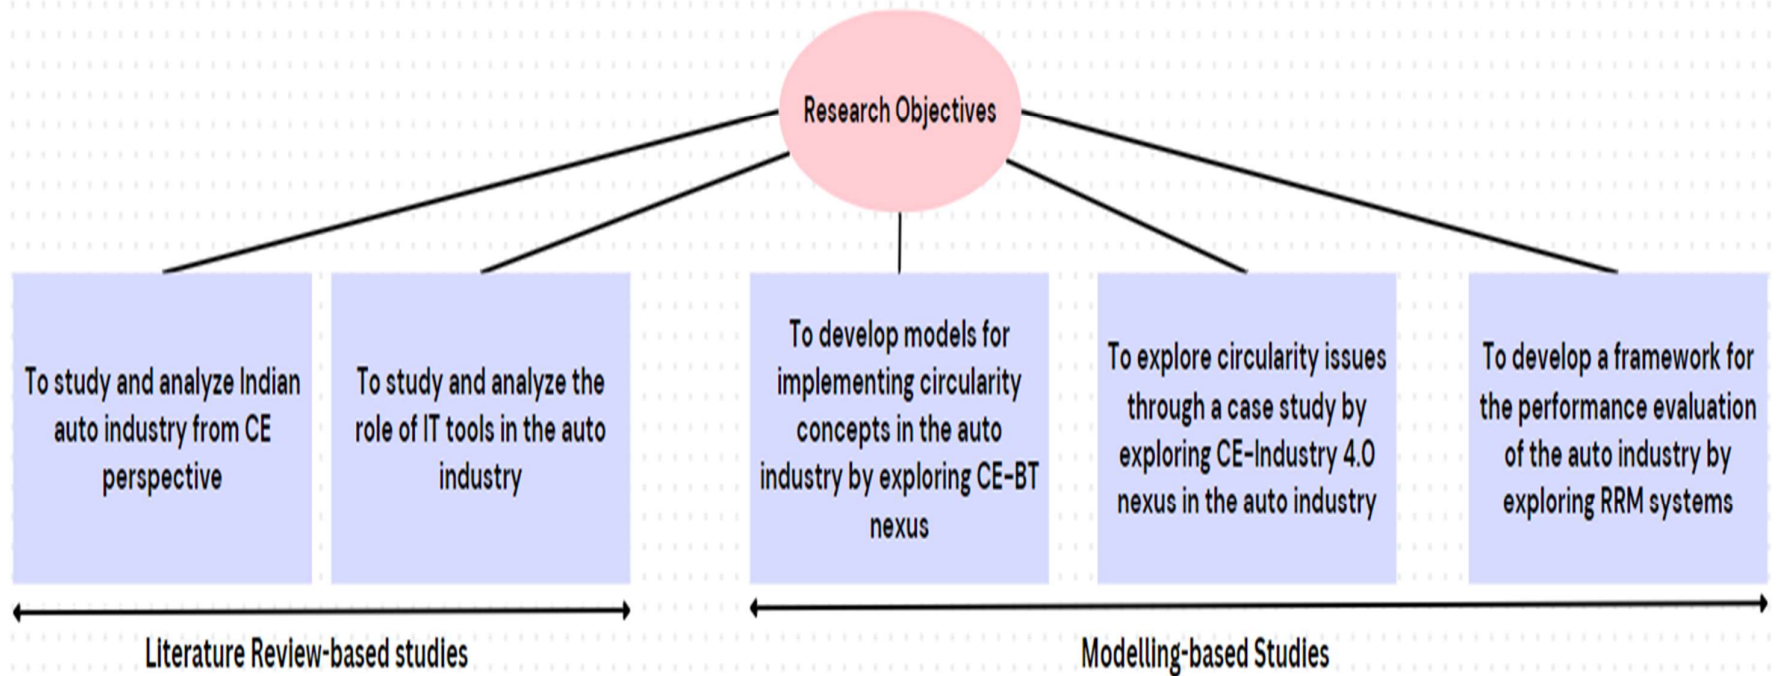 Research Objectives
To study and analyze Indian
auto industry from CE
perspective
To study and analyze the
role of IT tools in the auto
industry
To develop models for
implementing circularity
concepts in the auto
industry by exploring CE-BT
nexus
To explore circularity issues
through a case study by
exploring CE-Industry 4.0
nexus in the auto industry
To develop a framework for
the performance evaluation
of the auto industry by
exploring RRM systems
Literature Review-based studies
Modelling-based Studies